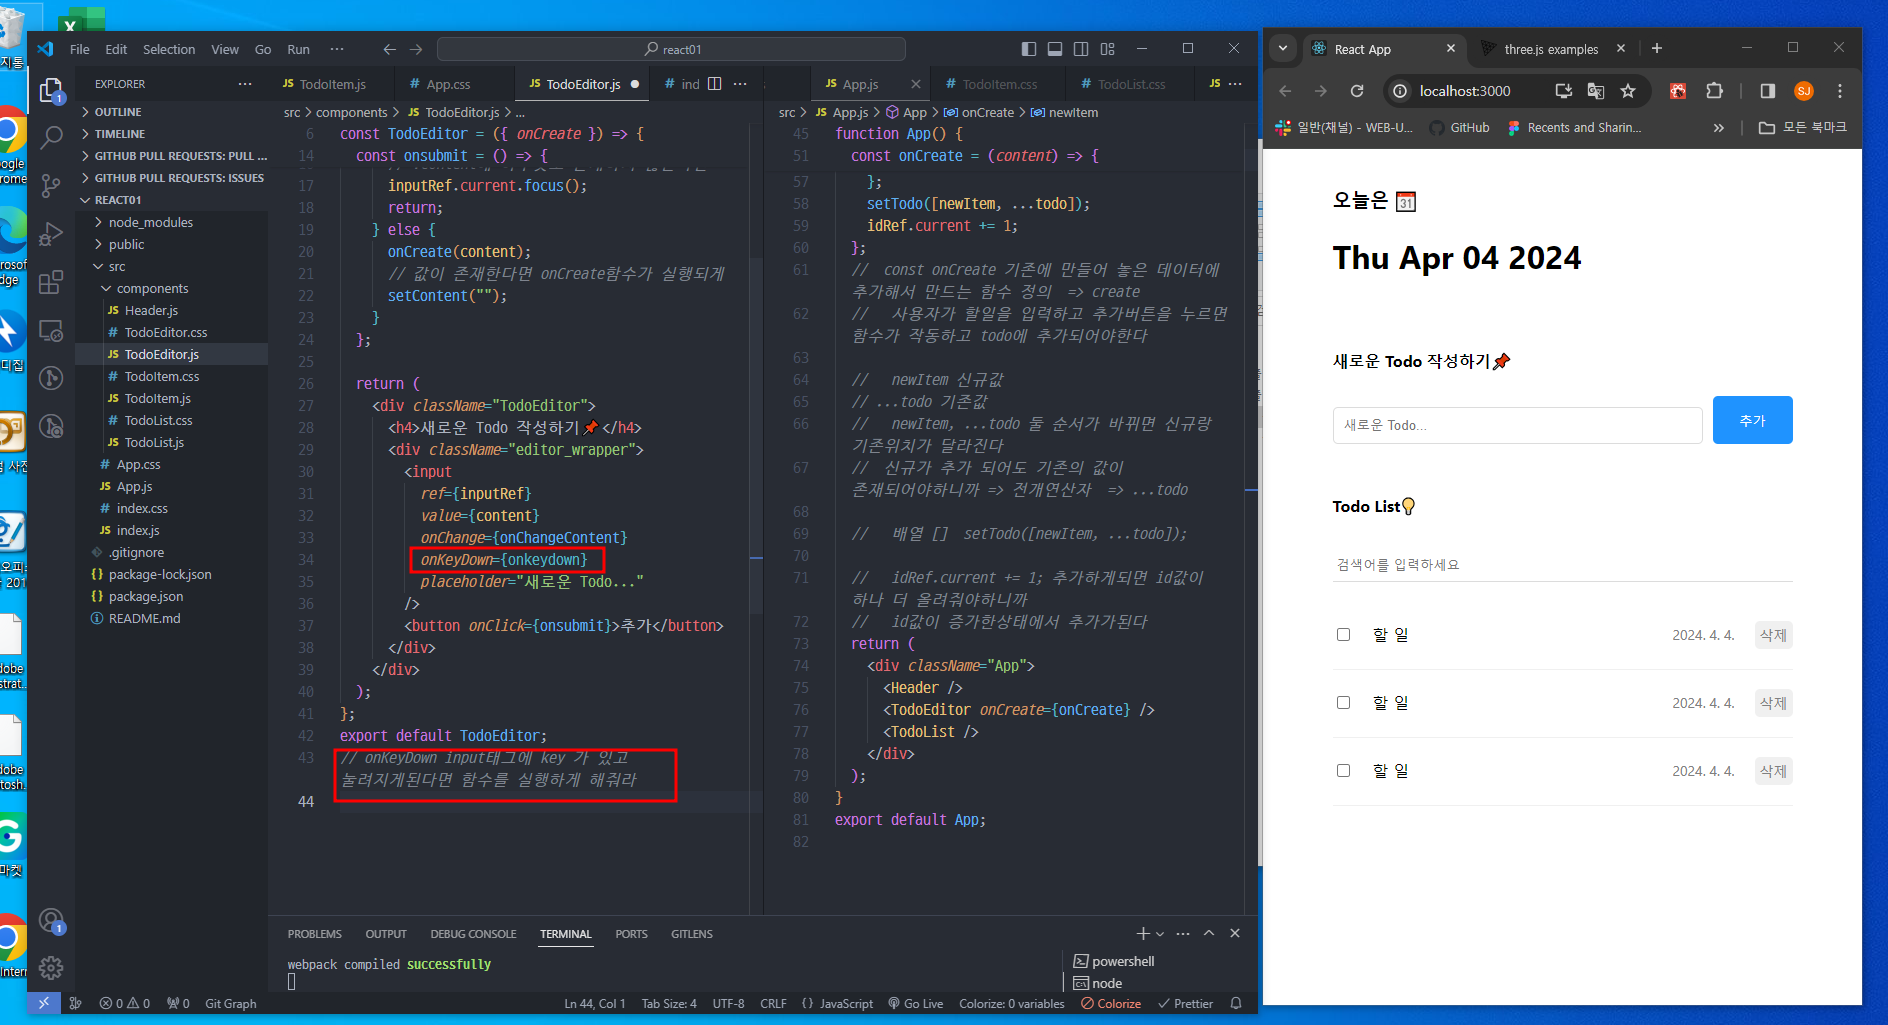 지통
File Edit Selection View Go Run ···
react01
EXPLORER ···
OUTLINE
TIMELINE
GITHUB PULL REQUESTS: PULL ...
GITHUB PULL REQUESTS: ISSUES
REACT01
node_modules
public
src
components
JS Header.js
# TodoEditor.css
JS TodoEditor.js
# TodoItem.css
JS TodoItem.js
# TodoList.css
JS TodoList.js
# App.css
JS App.js
# index.css
JS index.js
.gitignore
{} package-lock.json
{} package.json
README.md
JS TodoItem.js # App.css JS TodoEditor.js ● # ind ···
src > components > JS TodoEditor.js > ...
6 const TodoEditor = ({ onCreate }) => {
14 const onsubmit = () => {
17 inputRef.current.focus();
18 return;
19 } else {
20 onCreate(content);
21 // 값이 존재한다면 onCreate함수가 실행되게
22 setContent("");
23 }
24 };
25
26 return (
27 <div className="TodoEditor">
28 <h4>새로운 Todo 작성하기📌</h4>
29 <div className="editor_wrapper">
30 <input
31 ref={inputRef}
32 value={content}
33 onChange={onChangeContent}
34 onKeyDown={onkeydown}
35 placeholder="새로운 Todo..."
36 />
37 <button onClick={onsubmit}>추가</button>
38 </div>
39 </div>
40 );
41 };
42 export default TodoEditor;
43 // onKeyDown input태그에 key 가 있고
눌려지게된다면 함수를 실행하게 해줘라
44
JS App.js # TodoItem.css # TodoList.css JS ···
src > JS App.js > App > onCreate > newItem
45 function App() {
51 const onCreate = (content) => {
57 };
58 setTodo([newItem, ...todo]);
59 idRef.current += 1;
60 };
61 // const onCreate 기존에 만들어 놓은 데이터에
추가해서 만드는 함수 정의 => create
62 // 사용자가 할일을 입력하고 추가버튼을 누르면
함수가 작동하고 todo에 추가되어야한다
63
64 // newItem 신규값
65 // ...todo 기존값
66 // newItem, ...todo 둘 순서가 바뀌면 신규랑
기존위치가 달라진다
67 // 신규가 추가 되어도 기존의 값이
존재되어야하니까 => 전개연산자 => ...todo
68
69 // 배열 [] setTodo([newItem, ...todo]);
70
71 // idRef.current += 1; 추가하게되면 id값이
하나 더 올려줘야하니까
72 // id값이 증가한상태에서 추가가된다
73 return (
74 <div className="App">
75 <Header />
76 <TodoEditor onCreate={onCreate} />
77 <TodoList />
78 </div>
79 );
80 }
81 export default App;
82
PROBLEMS OUTPUT DEBUG CONSOLE TERMINAL PORTS GITLENS
webpack compiled successfully
powershell
node
0 0 0 Git Graph Ln 44, Col 1 Tab Size: 4 UTF-8 CRLF {} JavaScript Go Live Colorize: 0 variables Colorize Prettier
React App three.js examples
localhost:3000
SJ
일반(채널) - WEB-U... GitHub Recents and Sharin... 모든 북마크
오늘은 📅
Thu Apr 04 2024
새로운 Todo 작성하기📌
새로운 Todo...
추가
Todo List💡
검색어를 입력하세요
할 일 2024. 4. 4. 삭제
할 일 2024. 4. 4. 삭제
할 일 2024. 4. 4. 삭제